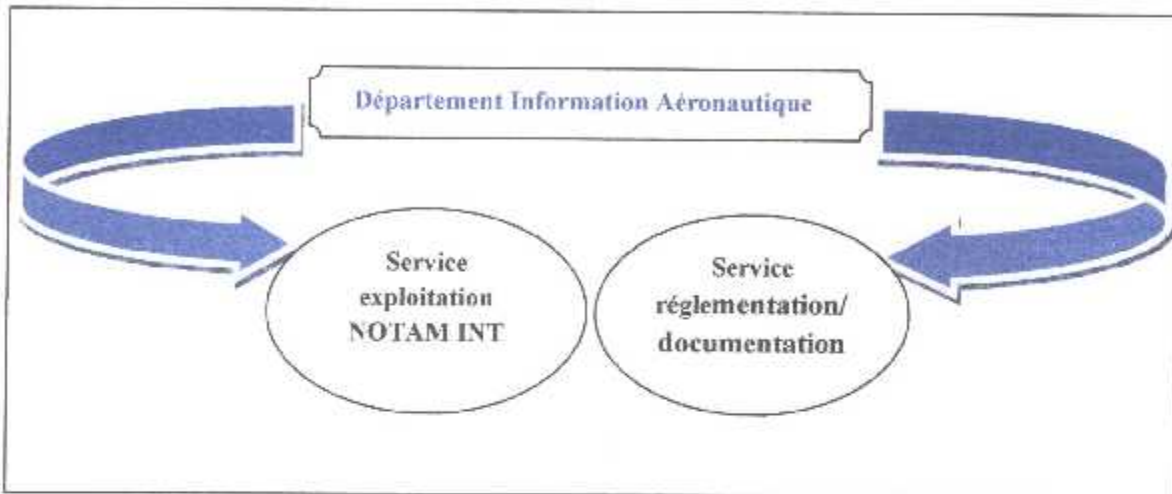 Département Information Aéronautique
Service
exploitation
NOTAM INT
Service
réglementation/
documentation